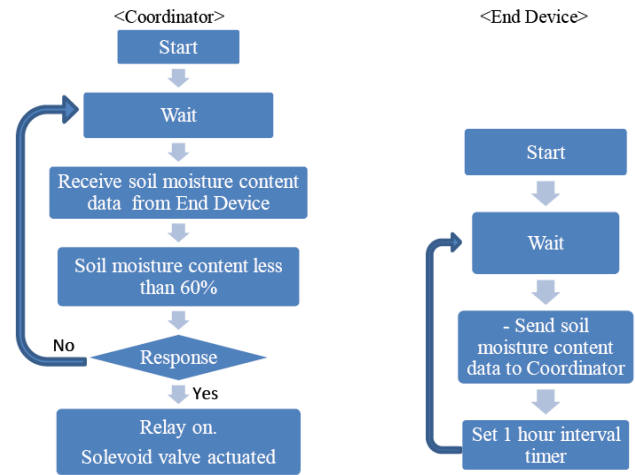 <Coordinator>
Start
Wait
Receive soil moisture content
data from End Device
Soil moisture content less
than 60%
No
Response
Yes
Relay on.
Solevoid valve actuated
<End Device>
Start
Wait
- Send soil
moisture content
data to Coordinator
Set 1 hour interval
timer